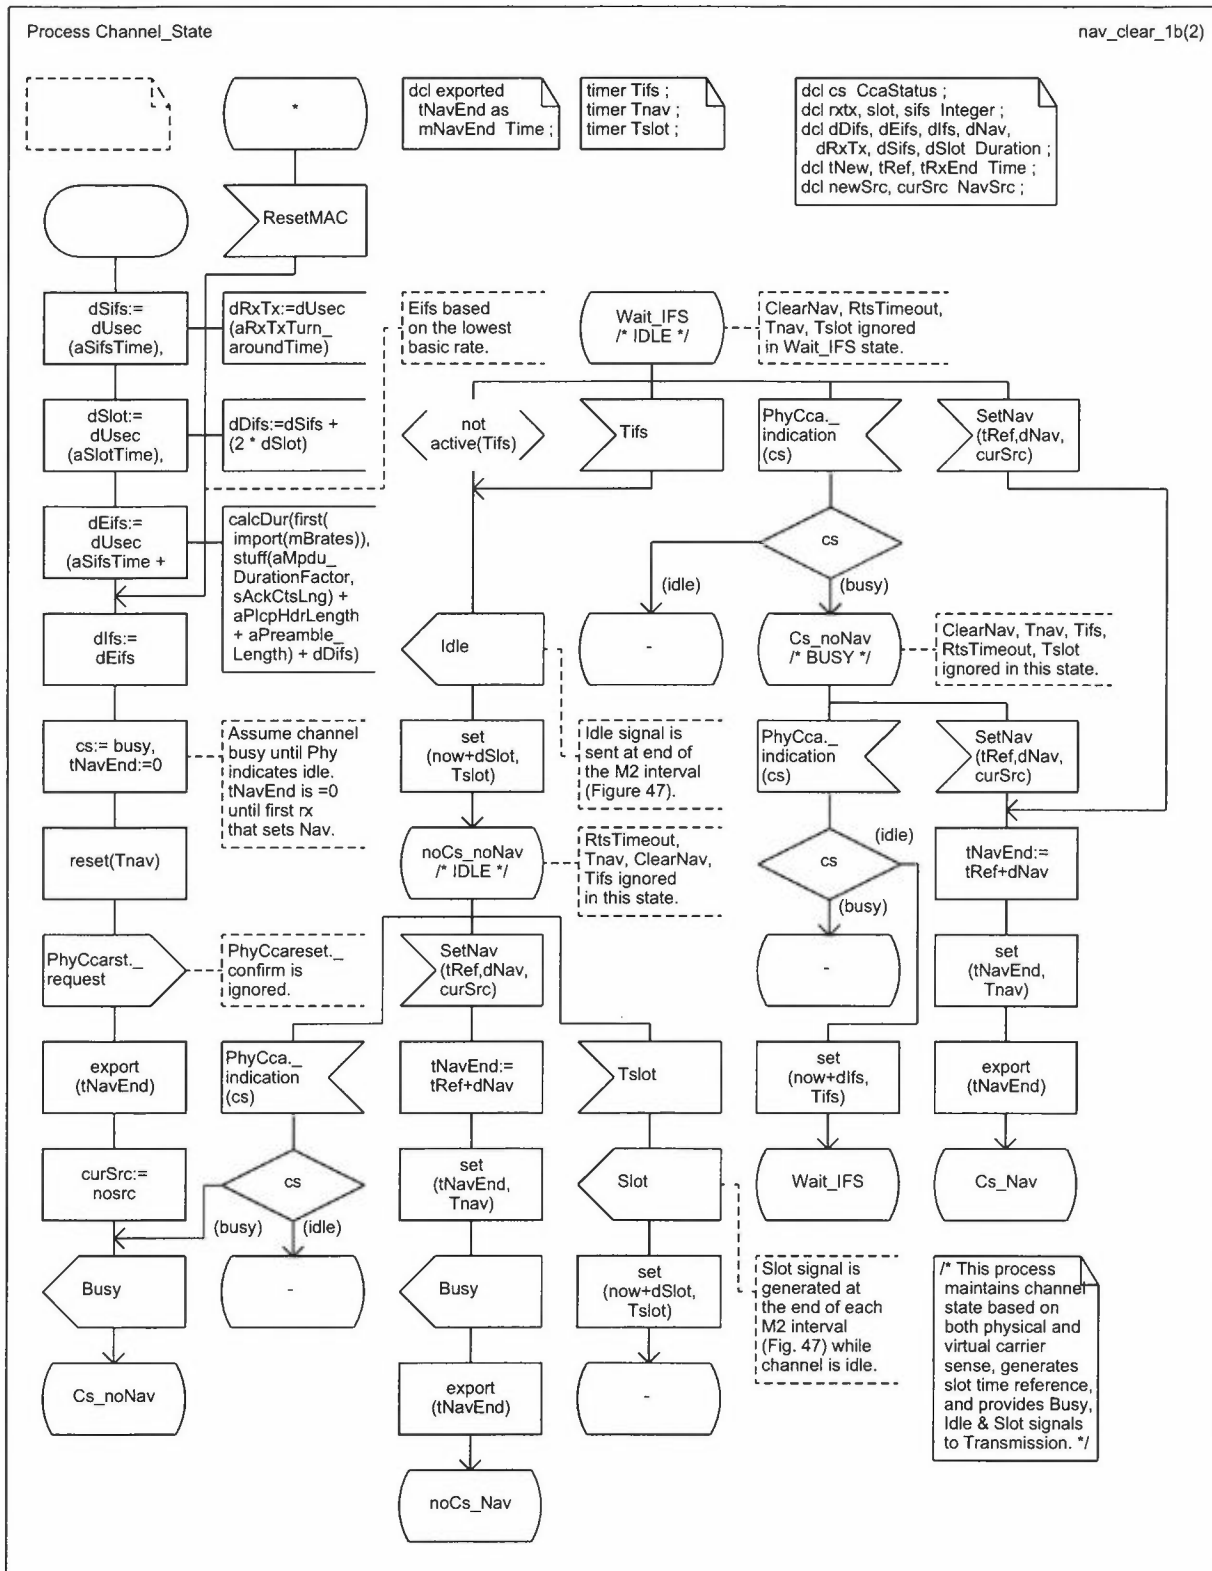 Process Channel_State
nav_clear_1b(2)
*
dcl exported
tNavEnd as
mNavEnd Time ;
timer Tifs ;
timer Tnav ;
timer Tslot ;
dcl cs CcaStatus ;
dcl rxtx, slot, sifs Integer ;
dcl dDifs, dEifs, dIfs, dNav,
dRxTx, dSifs, dSlot Duration ;
dcl tNew, tRef, tRxEnd Time ;
dcl newSrc, curSrc NavSrc ;
ResetMAC
dSifs:=
dUsec
(aSifsTime),
dRxTx:=dUsec
(aRxTxTurn_
aroundTime)
Eifs based
on the lowest
basic rate.
Wait_IFS
/* IDLE */
ClearNav, RtsTimeout,
Tnav, Tslot ignored
in Wait_IFS state.
dSlot:=
dUsec
(aSlotTime),
dDifs:=dSifs +
(2 * dSlot)
not
active(Tifs)
Tifs
PhyCca._
indication
(cs)
SetNav
(tRef,dNav,
curSrc)
dEifs:=
dUsec
(aSifsTime +
calcDur(first(
import(mBrates)),
stuff(aMpdu_
DurationFactor,
sAckCtsLng) +
aPlcpHdrLength
+ aPreamble_
Length) + dDifs)
cs
(idle)
(busy)
dIfs:=
dEifs
Idle
-
Cs_noNav
/* BUSY */
ClearNav, Tnav, Tifs,
RtsTimeout, Tslot
ignored in this state.
cs:= busy,
tNavEnd:=0
Assume channel
busy until Phy
indicates idle.
tNavEnd is =0
until first rx
that sets Nav.
set
(now+dSlot,
Tslot)
Idle signal is
sent at end of
the M2 interval
(Figure 47).
PhyCca._
indication
(cs)
SetNav
(tRef,dNav,
curSrc)
reset(Tnav)
noCs_noNav
/* IDLE */
RtsTimeout,
Tnav, ClearNav,
Tifs ignored
in this state.
cs
(idle)
(busy)
tNavEnd:=
tRef+dNav
PhyCcarst._
request
PhyCcareset._
confirm is
ignored.
SetNav
(tRef,dNav,
curSrc)
-
set
(tNavEnd,
Tnav)
export
(tNavEnd)
PhyCca._
indication
(cs)
tNavEnd:=
tRef+dNav
Tslot
set
(now+dIfs,
Tifs)
export
(tNavEnd)
curSrc:=
nosrc
cs
(busy)
(idle)
set
(tNavEnd,
Tnav)
Slot
Wait_IFS
Cs_Nav
Busy
-
Busy
set
(now+dSlot,
Tslot)
Slot signal is
generated at
the end of each
M2 interval
(Fig. 47) while
channel is idle.
/* This process
maintains channel
state based on
both physical and
virtual carrier
sense, generates
slot time reference,
and provides Busy,
Idle & Slot signals
to Transmission. */
Cs_noNav
export
(tNavEnd)
-
noCs_Nav